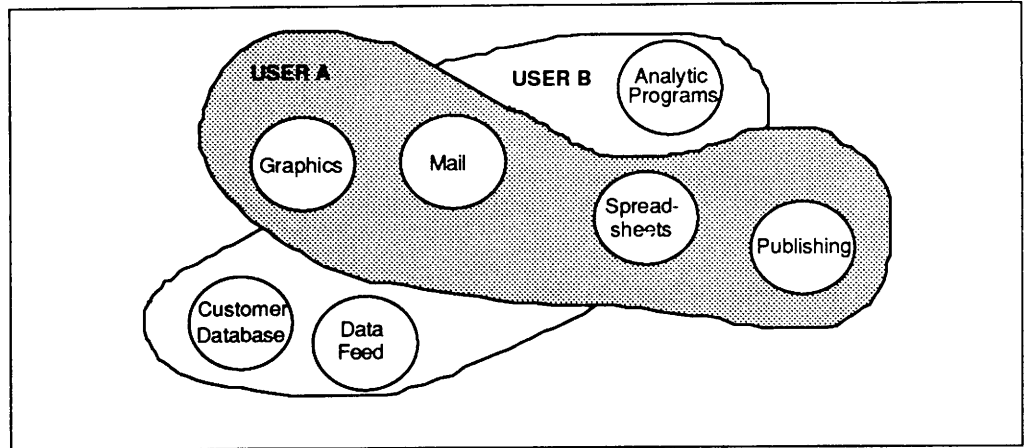 USER A
USER B
Analytic
Programs
Graphics
Mail
Spread-
sheets
Publishing
Customer
Database
Data
Feed